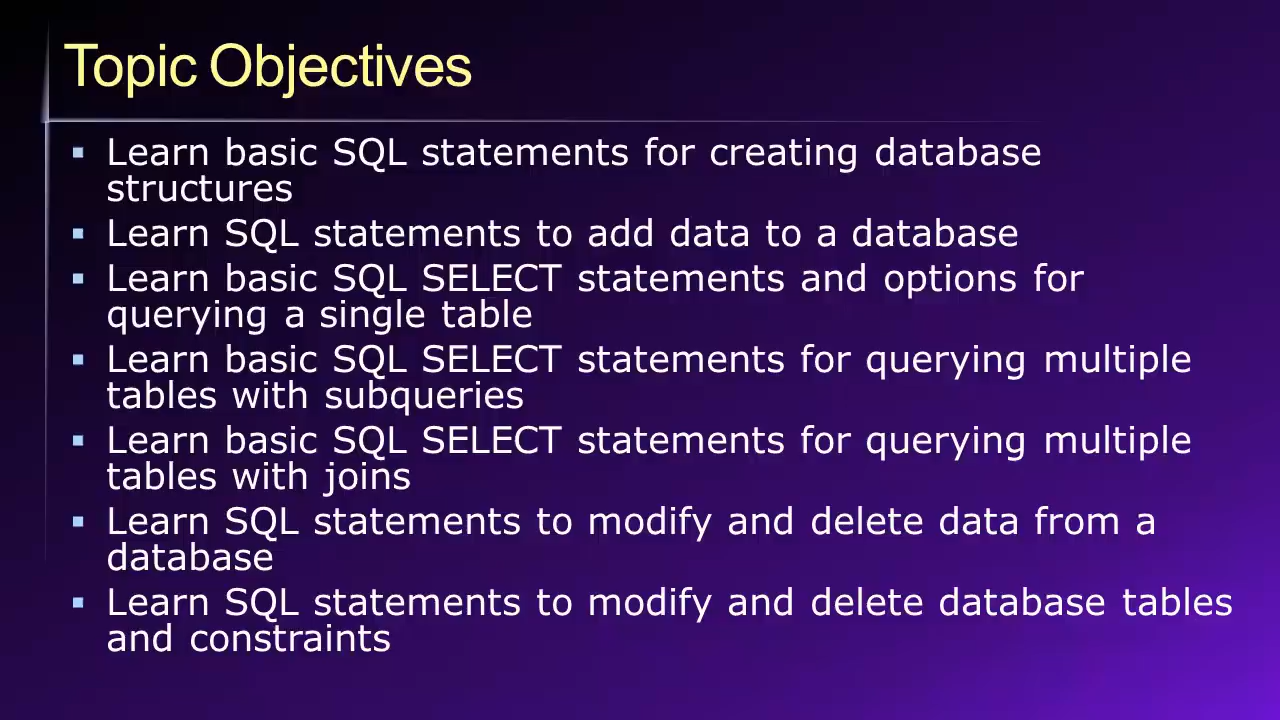 Topic Objectives
▪ Learn basic SQL statements for creating database
structures
▪ Learn SQL statements to add data to a database
▪ Learn basic SQL SELECT statements and options for
querying a single table
▪ Learn basic SQL SELECT statements for querying multiple
tables with subqueries
▪ Learn basic SQL SELECT statements for querying multiple
tables with joins
▪ Learn SQL statements to modify and delete data from a
database
▪ Learn SQL statements to modify and delete database tables
and constraints